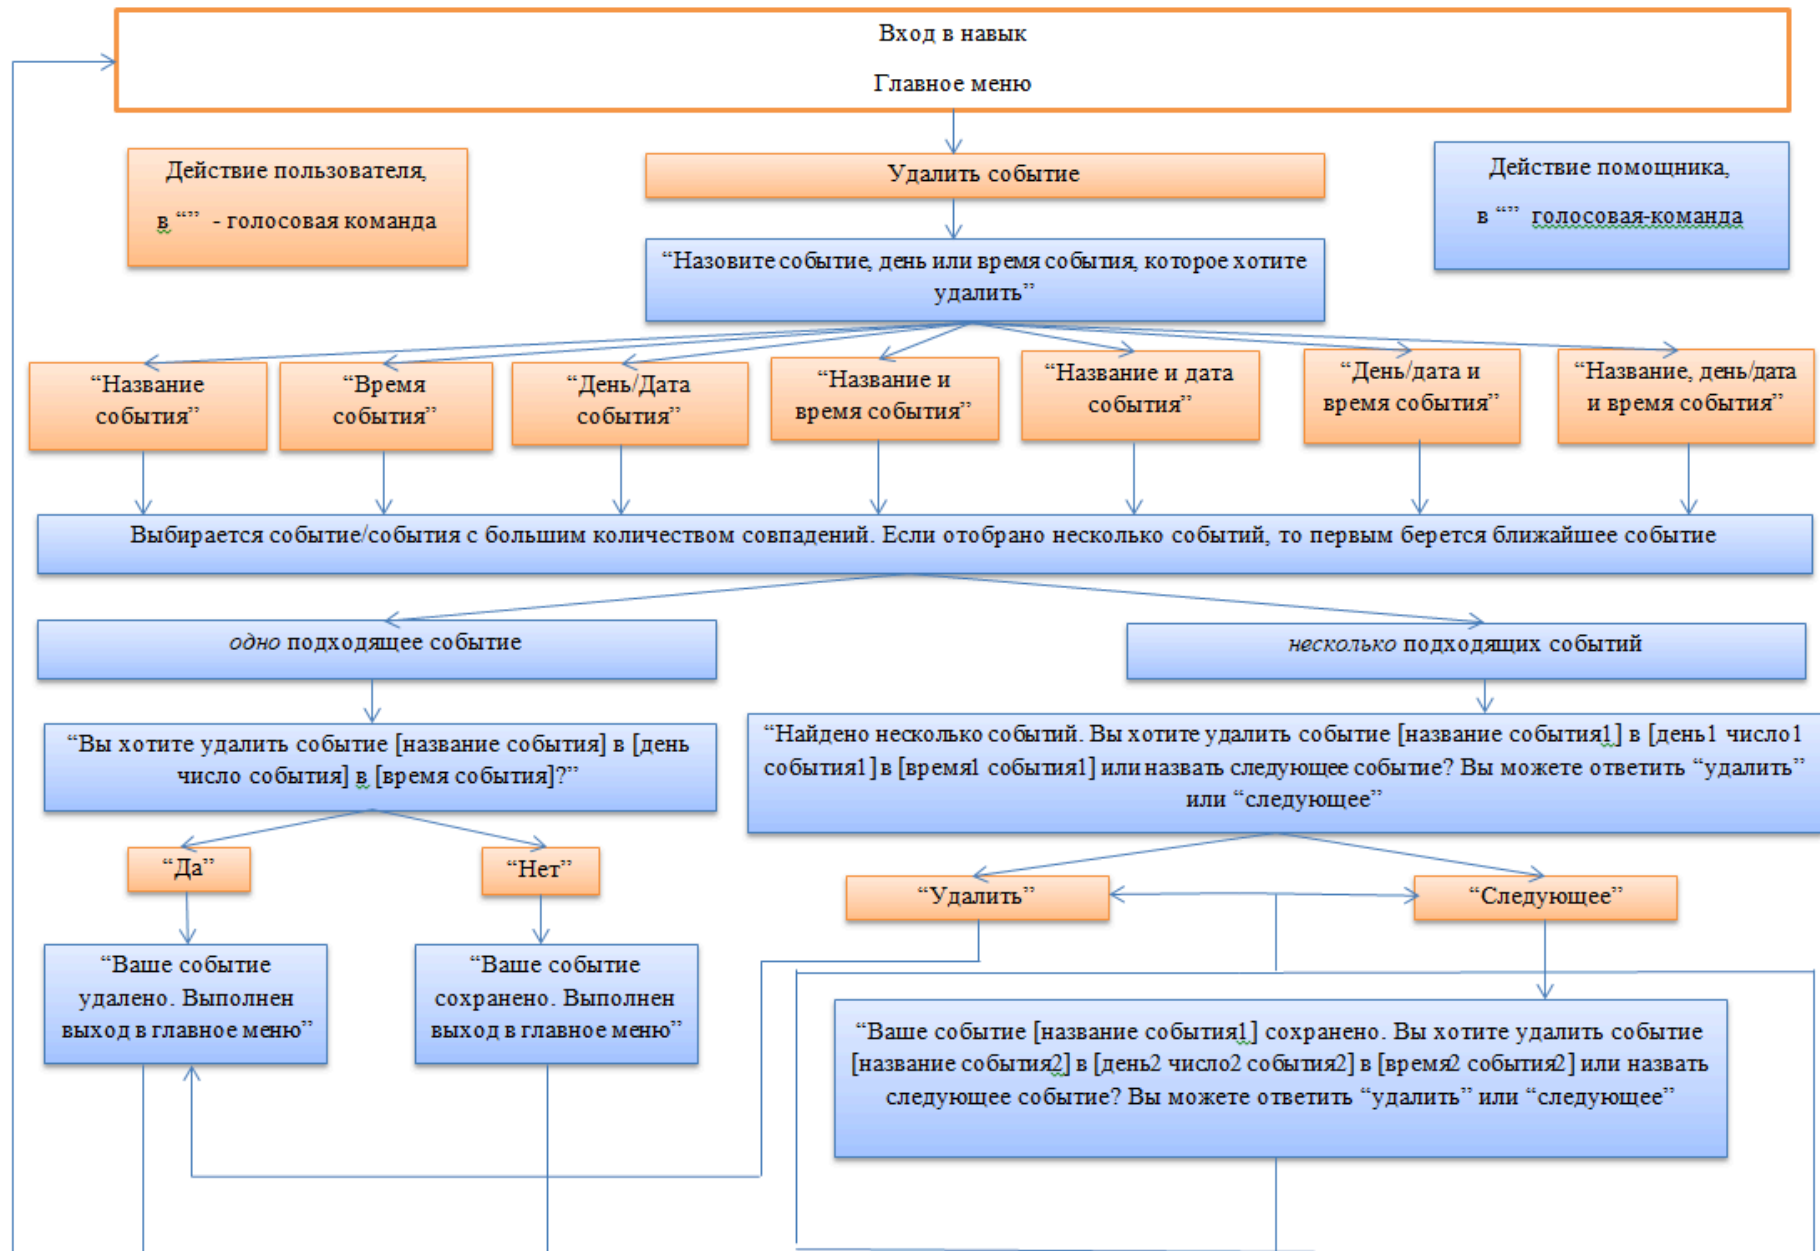 Вход в навык
Главное меню
Действие пользователя,
в “” - голосовая команда
Удалить событие
Действие помощника,
в “” голосовая-команда
“Назовите событие, день или время события, которое хотите
удалить”
“Название
события”
“Время
события”
“День/Дата
события”
“Название и
время события”
“Название и дата
события”
“День/дата и
время события”
“Название, день/дата
и время события”
Выбирается событие/события с большим количеством совпадений. Если отобрано несколько событий, то первым берется ближайшее событие
одно подходящее событие
несколько подходящих событий
“Вы хотите удалить событие [название события] в [день
число события] в [время события]?”
“Найдено несколько событий. Вы хотите удалить событие [название события1] в [день1 число1
события1] в [время1 события1] или назвать следующее событие? Вы можете ответить “удалить”
или “следующее”
“Да”
“Нет”
“Удалить”
“Следующее”
“Ваше событие
удалено. Выполнен
выход в главное меню”
“Ваше событие
сохранено. Выполнен
выход в главное меню”
“Ваше событие [название события1] сохранено. Вы хотите удалить событие
[название события2] в [день2 число2 события2] в [время2 события2] или назвать
следующее событие? Вы можете ответить “удалить” или “следующее”